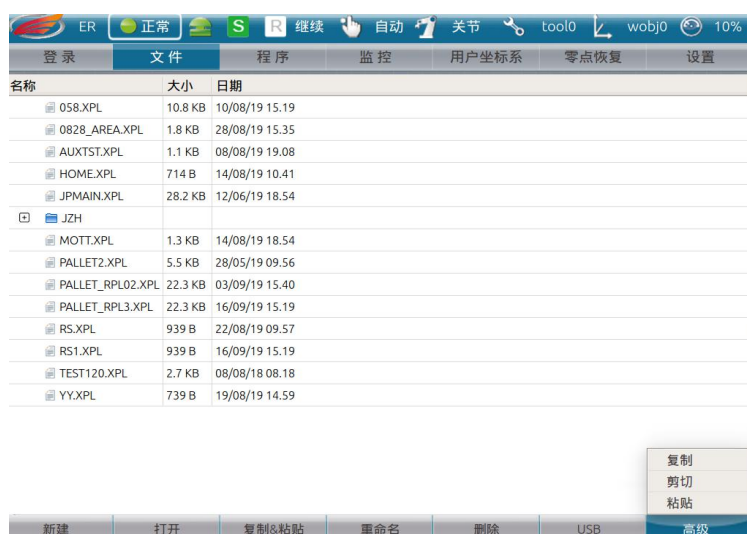 ER 正常 S R 继续 自动 关节 tool0 wobj0 10%
登录 文件 程序 监控 用户坐标系 零点恢复 设置
名称 大小 日期
058.XPL 10.8 KB 10/08/19 15.19
0828_AREA.XPL 1.8 KB 28/08/19 15.35
AUXTST.XPL 1.1 KB 08/08/19 19.08
HOME.XPL 714 B 14/08/19 10.41
JPMAIN.XPL 28.2 KB 12/06/19 18.54
JZH
MOTT.XPL 1.3 KB 14/08/19 18.54
PALLET2.XPL 5.5 KB 28/05/19 09.56
PALLET_RPL02.XPL 22.3 KB 03/09/19 15.40
PALLET_RPL3.XPL 22.3 KB 16/09/19 15.19
RS.XPL 939 B 22/08/19 09.57
RS1.XPL 939 B 16/09/19 15.19
TEST120.XPL 2.7 KB 08/08/18 08.18
YY.XPL 739 B 19/08/19 14.59
复制
剪切
粘贴
新建 打开 复制&粘贴 重命名 删除 USB 高级